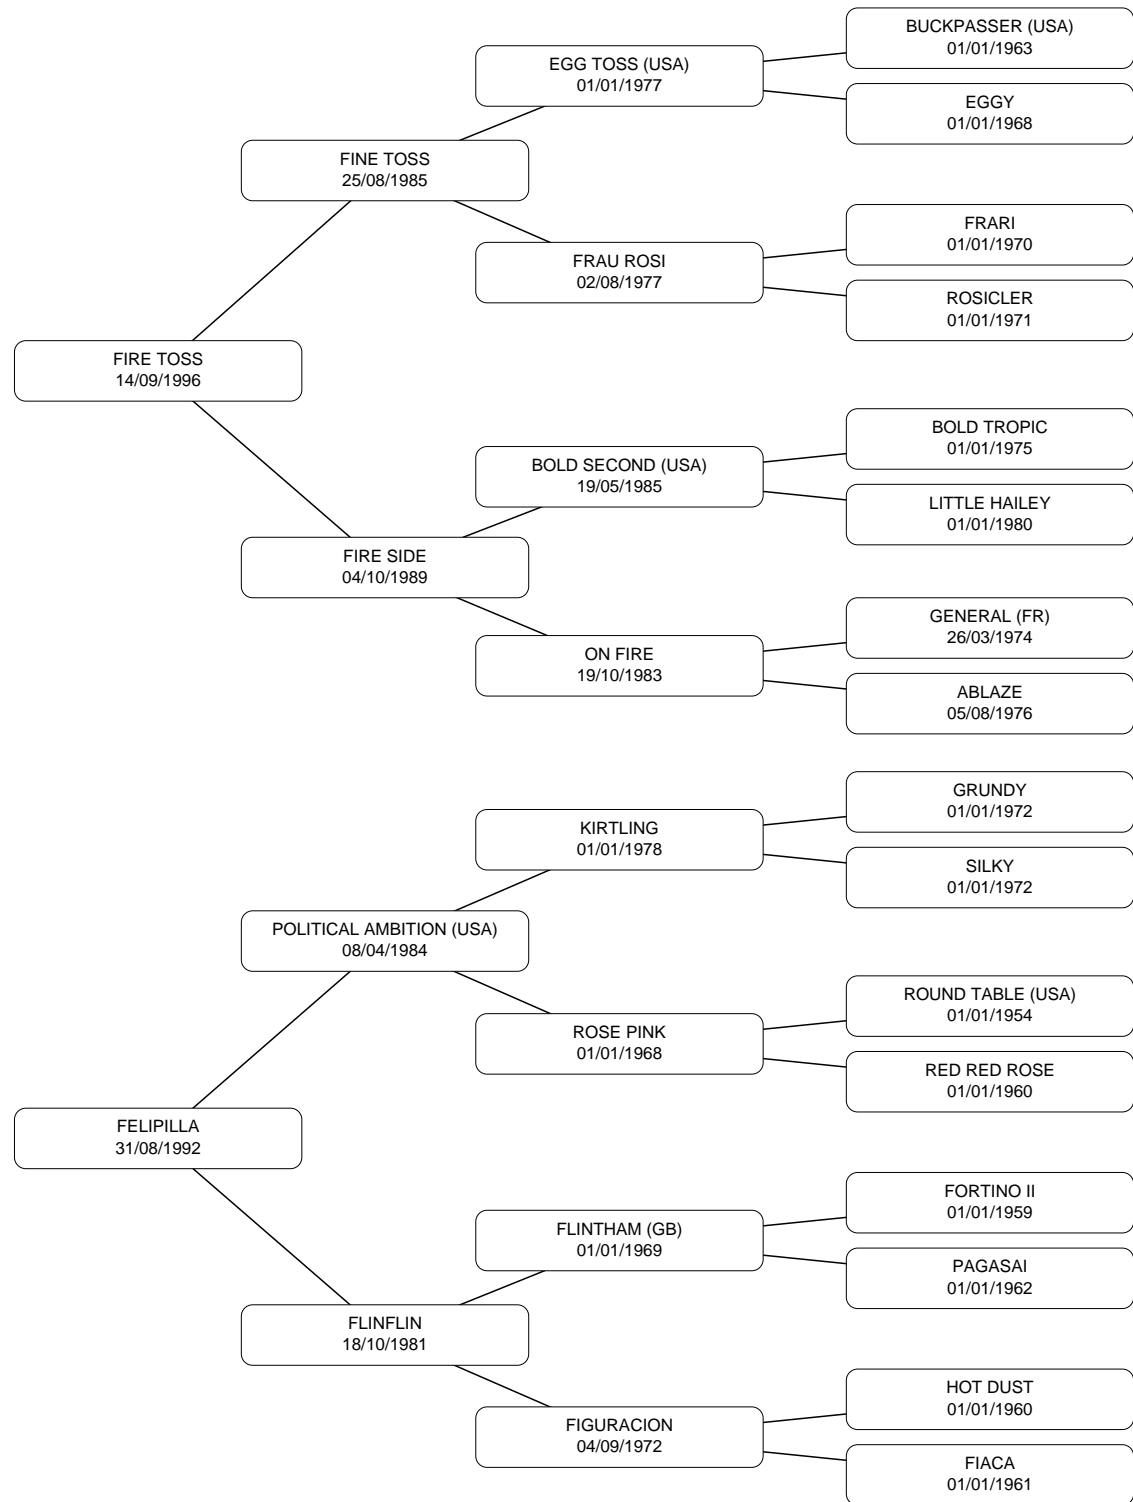 BUCKPASSER (USA)
01/01/1963
EGG TOSS (USA)
01/01/1977
EGGY
01/01/1968
FINE TOSS
25/08/1985
FRARI
01/01/1970
FRAU ROSI
02/08/1977
ROSICLER
01/01/1971
FIRE TOSS
14/09/1996
BOLD TROPIC
01/01/1975
BOLD SECOND (USA)
19/05/1985
LITTLE HAILEY
01/01/1980
FIRE SIDE
04/10/1989
GENERAL (FR)
26/03/1974
ON FIRE
19/10/1983
ABLAZE
05/08/1976
GRUNDY
01/01/1972
KIRTLING
01/01/1978
SILKY
01/01/1972
POLITICAL AMBITION (USA)
08/04/1984
ROUND TABLE (USA)
01/01/1954
ROSE PINK
01/01/1968
RED RED ROSE
01/01/1960
FELIPILLA
31/08/1992
FORTINO II
01/01/1959
FLINTHAM (GB)
01/01/1969
PAGASAI
01/01/1962
FLINFLIN
18/10/1981
HOT DUST
01/01/1960
FIGURACION
04/09/1972
FIACA
01/01/1961